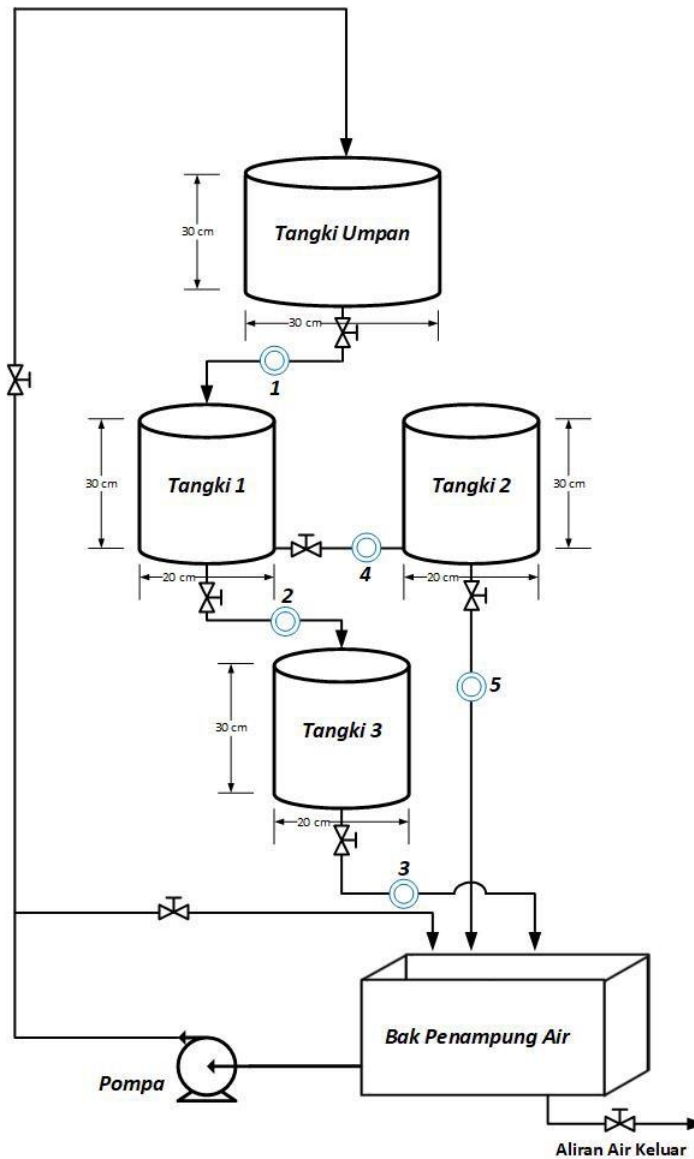 Tangki Umpan
30 cm
30 cm
1
Tangki 1
30 cm
20 cm
Tangki 2
30 cm
20 cm
4
2
5
Tangki 3
30 cm
20 cm
3
Bak Penampung Air
Pompa
Aliran Air Keluar